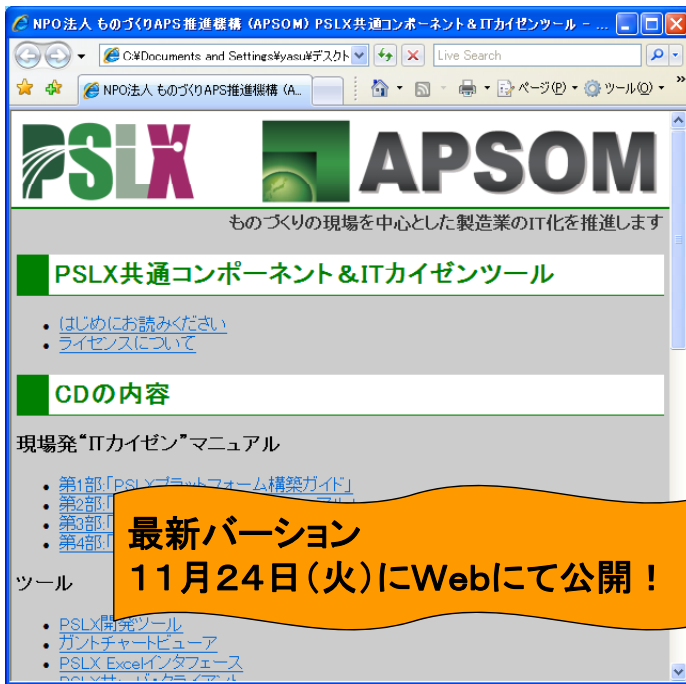 NPO法人 ものづくりAPS推進機構 (APSOM) PSLX共通コンポーネント&ITカイゼンツール - ...
C:¥Documents and Settings¥yasu¥デスクト
Live Search
NPO法人 ものづくりAPS推進機構 (A...
ページ(P)
ツール(O)
PSLX
APSOM
ものづくりの現場を中心とした製造業のIT化を推進します
PSLX共通コンポーネント&ITカイゼンツール
はじめにお読みください
ライセンスについて
CDの内容
現場発“ITカイゼン”マニュアル
第1部:「PSLXプラットフォーム構築ガイド」
第2部:「
第3部:「
第4部:「
最新バージョン
11月24日(火)にWebにて公開!
ツール
PSLX開発ツール
ガントチャートビューア
PSLX Excelインタフェース
PSLXサーバ・クライアント